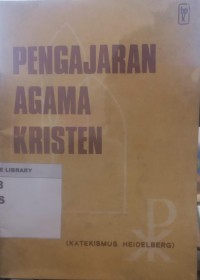 PENGAJARAN
AGAMA
KRISTEN
LIBRARY
(KATEKISMUS HEIDELBERG)